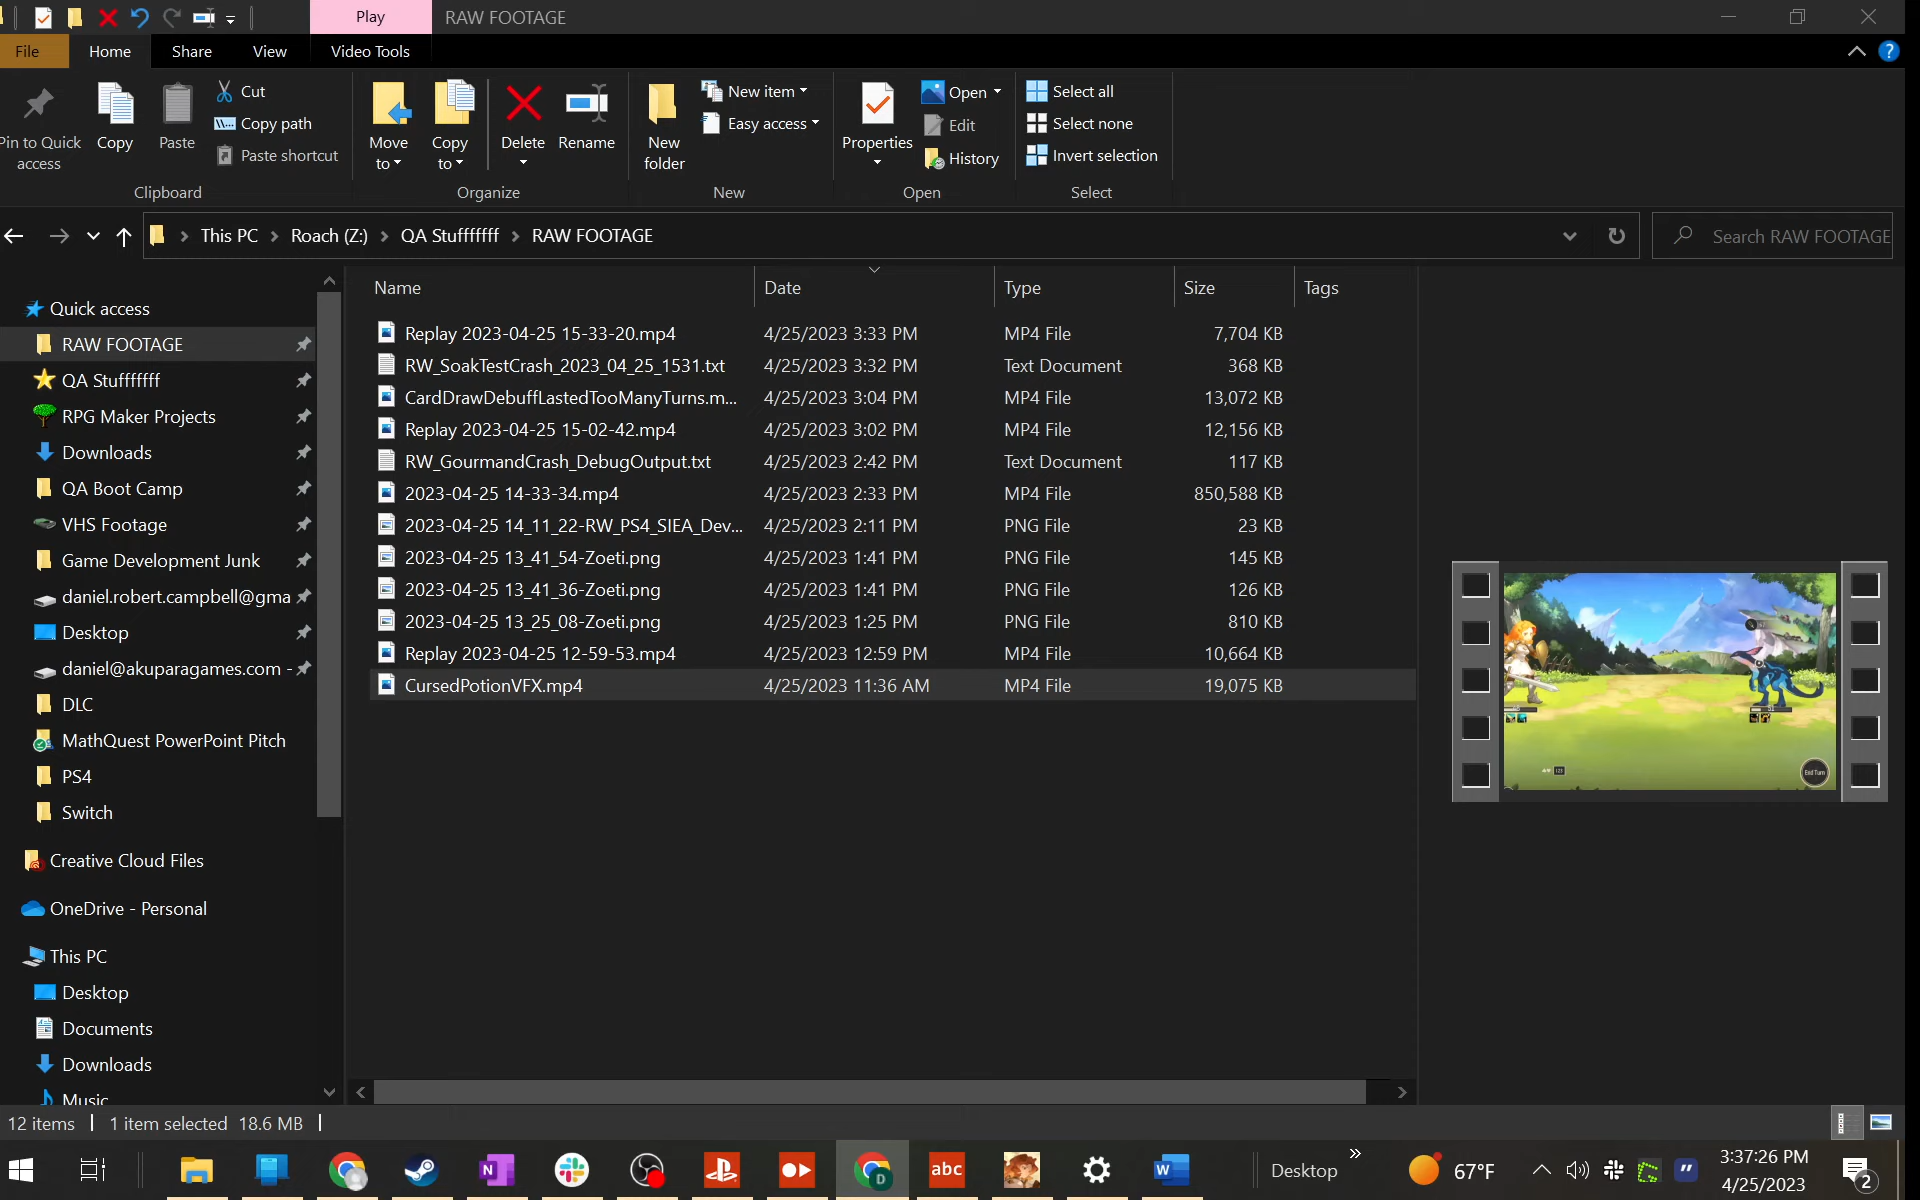 Play
RAW FOOTAGE
File
Home
Share
View
Video Tools
?
Pin to Quick access
Copy
Paste
Cut
Copy path
Paste shortcut
Clipboard
Move to
Copy to
Delete
Rename
Organize
New folder
New item
Easy access
New
Properties
Open
Edit
History
Open
Select all
Select none
Invert selection
Select
This PC > Roach (Z:) > QA Stufffffff > RAW FOOTAGE
Search RAW FOOTAGE
Name Date Type Size Tags
Replay 2023-04-25 15-33-20.mp4 4/25/2023 3:33 PM MP4 File 7,704 KB
RW_SoakTestCrash_2023_04_25_1531.txt 4/25/2023 3:32 PM Text Document 368 KB
CardDrawDebuffLastedTooManyTurns.m... 4/25/2023 3:04 PM MP4 File 13,072 KB
Replay 2023-04-25 15-02-42.mp4 4/25/2023 3:02 PM MP4 File 12,156 KB
RW_GourmandCrash_DebugOutput.txt 4/25/2023 2:42 PM Text Document 117 KB
2023-04-25 14-33-34.mp4 4/25/2023 2:33 PM MP4 File 850,588 KB
2023-04-25 14_11_22-RW_PS4_SIEA_Dev... 4/25/2023 2:11 PM PNG File 23 KB
2023-04-25 13_41_54-Zoeti.png 4/25/2023 1:41 PM PNG File 145 KB
2023-04-25 13_41_36-Zoeti.png 4/25/2023 1:41 PM PNG File 126 KB
2023-04-25 13_25_08-Zoeti.png 4/25/2023 1:25 PM PNG File 810 KB
Replay 2023-04-25 12-59-53.mp4 4/25/2023 12:59 PM MP4 File 10,664 KB
CursedPotionVFX.mp4 4/25/2023 11:36 AM MP4 File 19,075 KB
Quick access
RAW FOOTAGE
QA Stufffffff
RPG Maker Projects
Downloads
QA Boot Camp
VHS Footage
Game Development Junk
daniel.robert.campbell@gma
Desktop
daniel@akuparagames.com -
DLC
MathQuest PowerPoint Pitch
PS4
Switch
Creative Cloud Files
OneDrive - Personal
This PC
Desktop
Documents
Downloads
Music
End Turn
12 items
1 item selected 18.6 MB
N
D
abc
W
Desktop
67°F
3:37:26 PM
4/25/2023
2